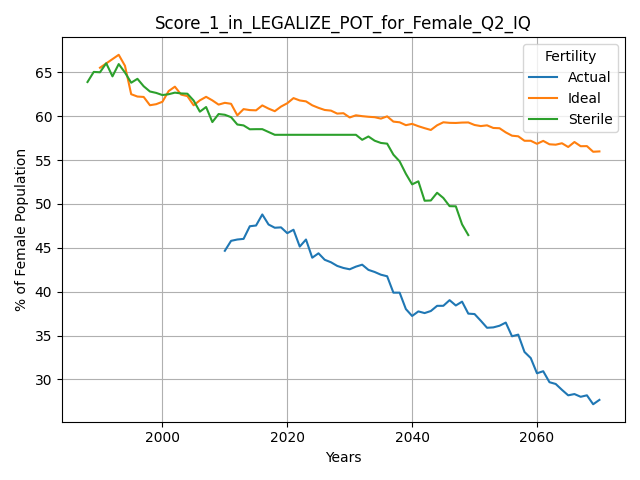 Score_1_in_LEGALIZE_POT_for_Female_Q2_IQ
Fertility
Actual
Ideal
Sterile
% of Female Population
65
60
55
50
45
40
35
30
2000 2020 2040 2060
Years